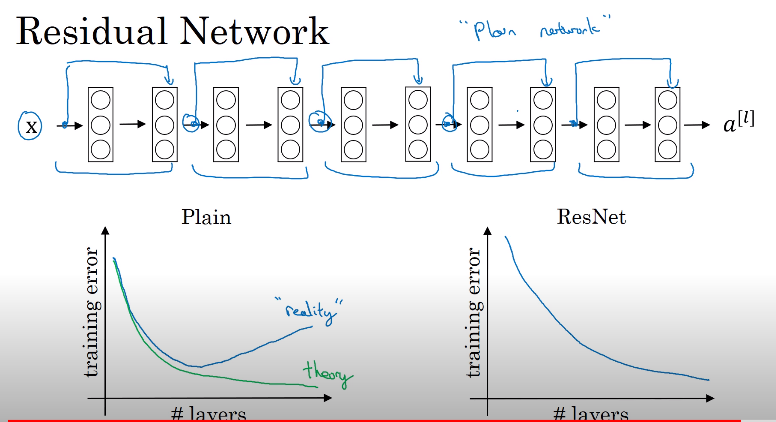 Residual Network
"Plain network"
x
a[l]
Plain
ResNet
training error
"reality"
theory
# layers
training error
# layers